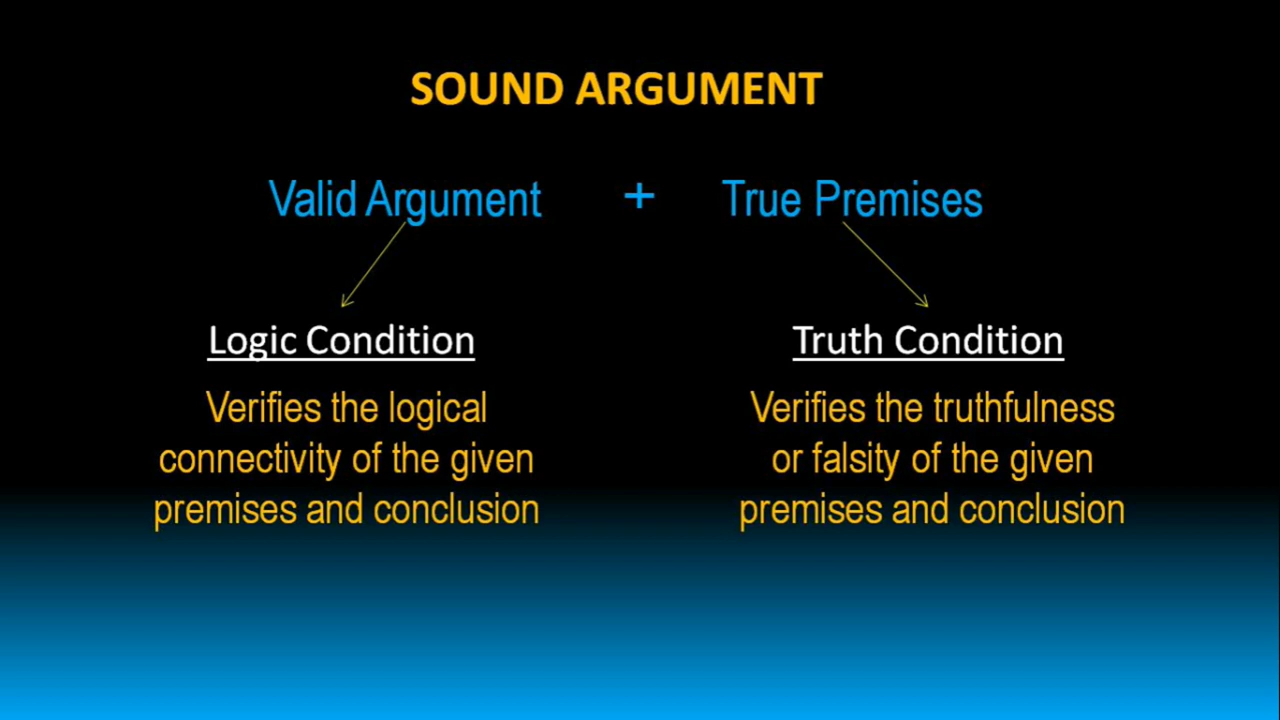 SOUND ARGUMENT
Valid Argument + True Premises
Logic Condition
Verifies the logical
connectivity of the given
premises and conclusion
Truth Condition
Verifies the truthfulness
or falsity of the given
premises and conclusion